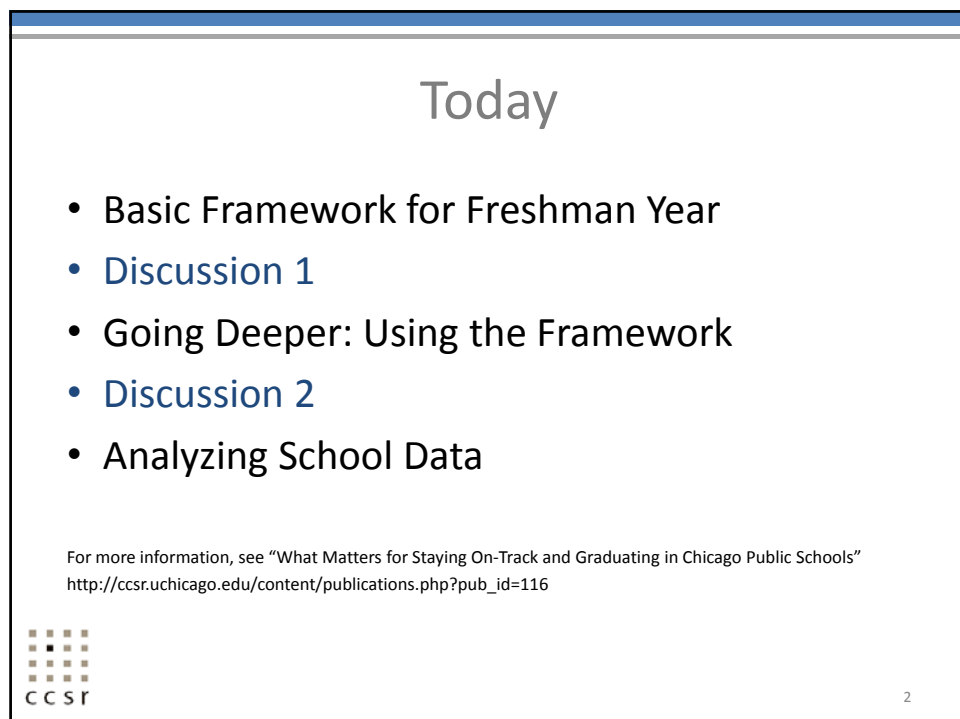 Today
• Basic Framework for Freshman Year
• Discussion 1
• Going Deeper: Using the Framework
• Discussion 2
• Analyzing School Data
For more information, see “What Matters for Staying On-Track and Graduating in Chicago Public Schools”
http://ccsr.uchicago.edu/content/publications.php?pub_id=116
ccsr
2